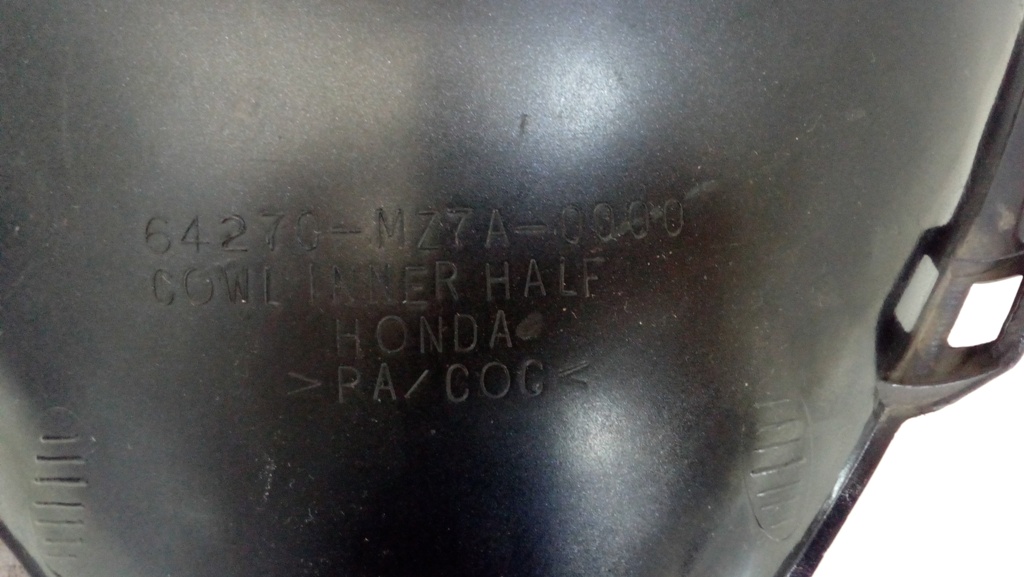 64270-MZ7A-0000
COWL INNER HALF
HONDA
>PA/COC<